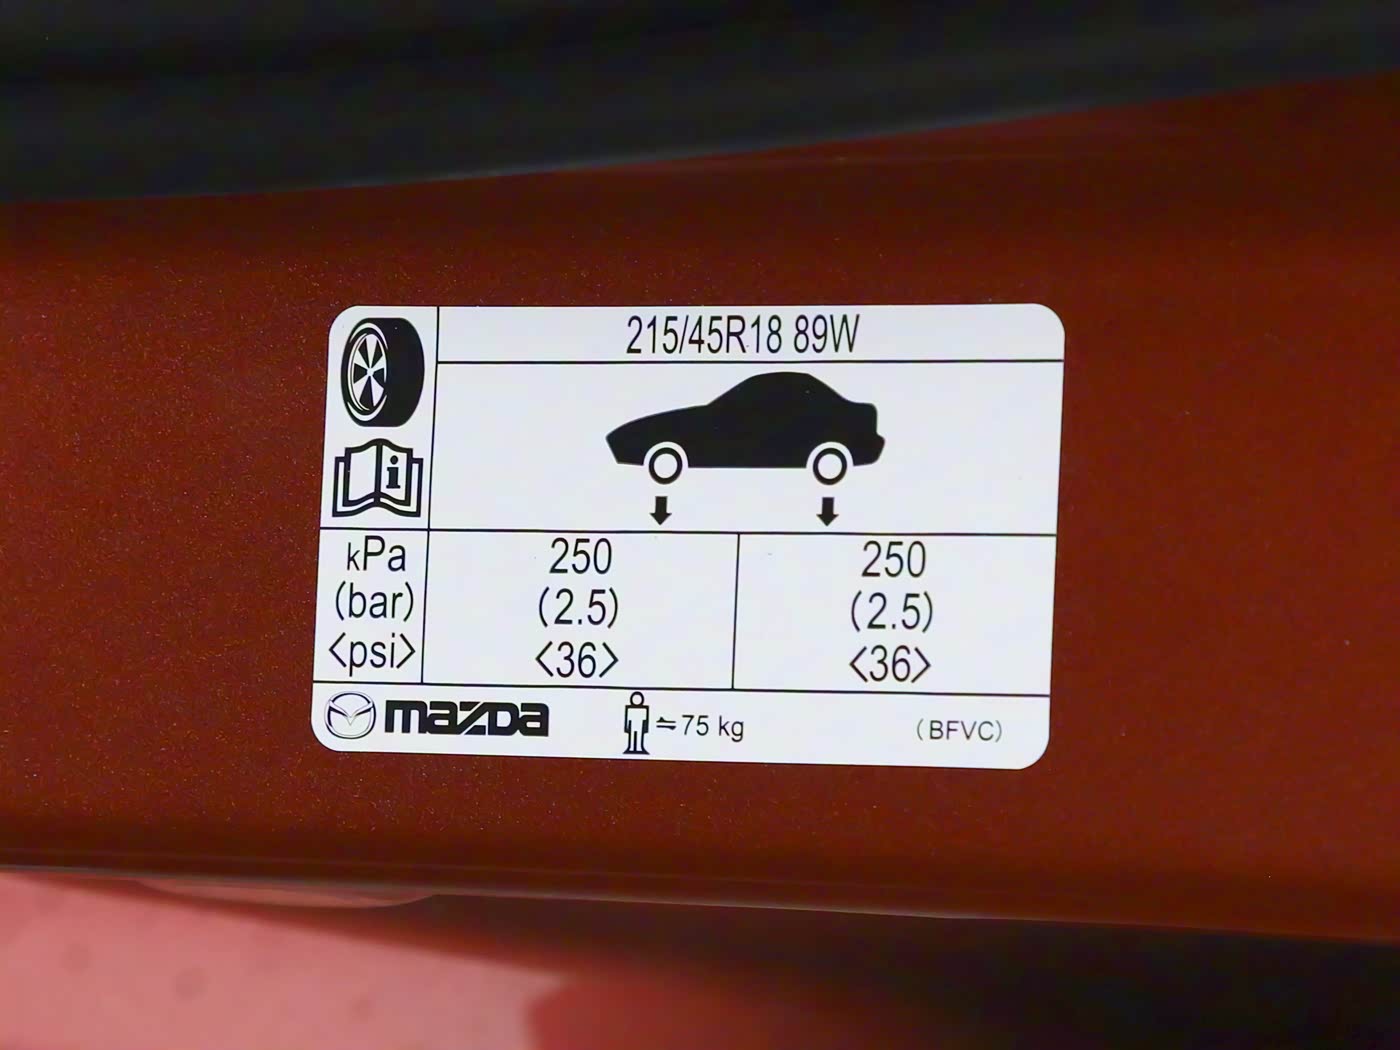 215/45R18 89W
kPa 250 250
(bar) (2.5) (2.5)
<psi> <36> <36>
mazda ≒75 kg (BFVC)